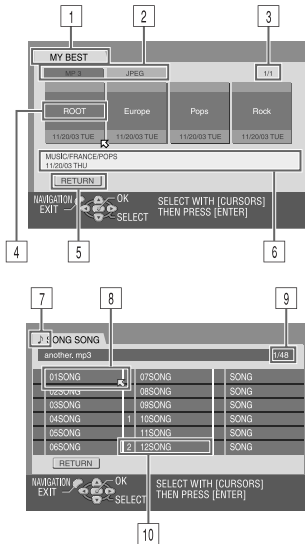 1 2 3
MY BEST
MP3 JPEG 1/1
ROOT Europe Pops Rock
11/20/03 TUE 11/20/03 TUE 11/20/03 TUE 11/20/03 TUE
MUSIC/FRANCE/POPS
11/20/03 THU
RETURN
NAVIGATION OK SELECT WITH [CURSORS]
EXIT SELECT THEN PRESS [ENTER]
4 5 6
7 8 9
♪ SONG SONG
another. mp3 1/48
01SONG 07SONG SONG
02SONG 08SONG SONG
03SONG 09SONG SONG
04SONG 1 10SONG SONG
05SONG 11SONG SONG
06SONG 2 12SONG SONG
RETURN
NAVIGATION OK SELECT WITH [CURSORS]
EXIT SELECT THEN PRESS [ENTER]
10